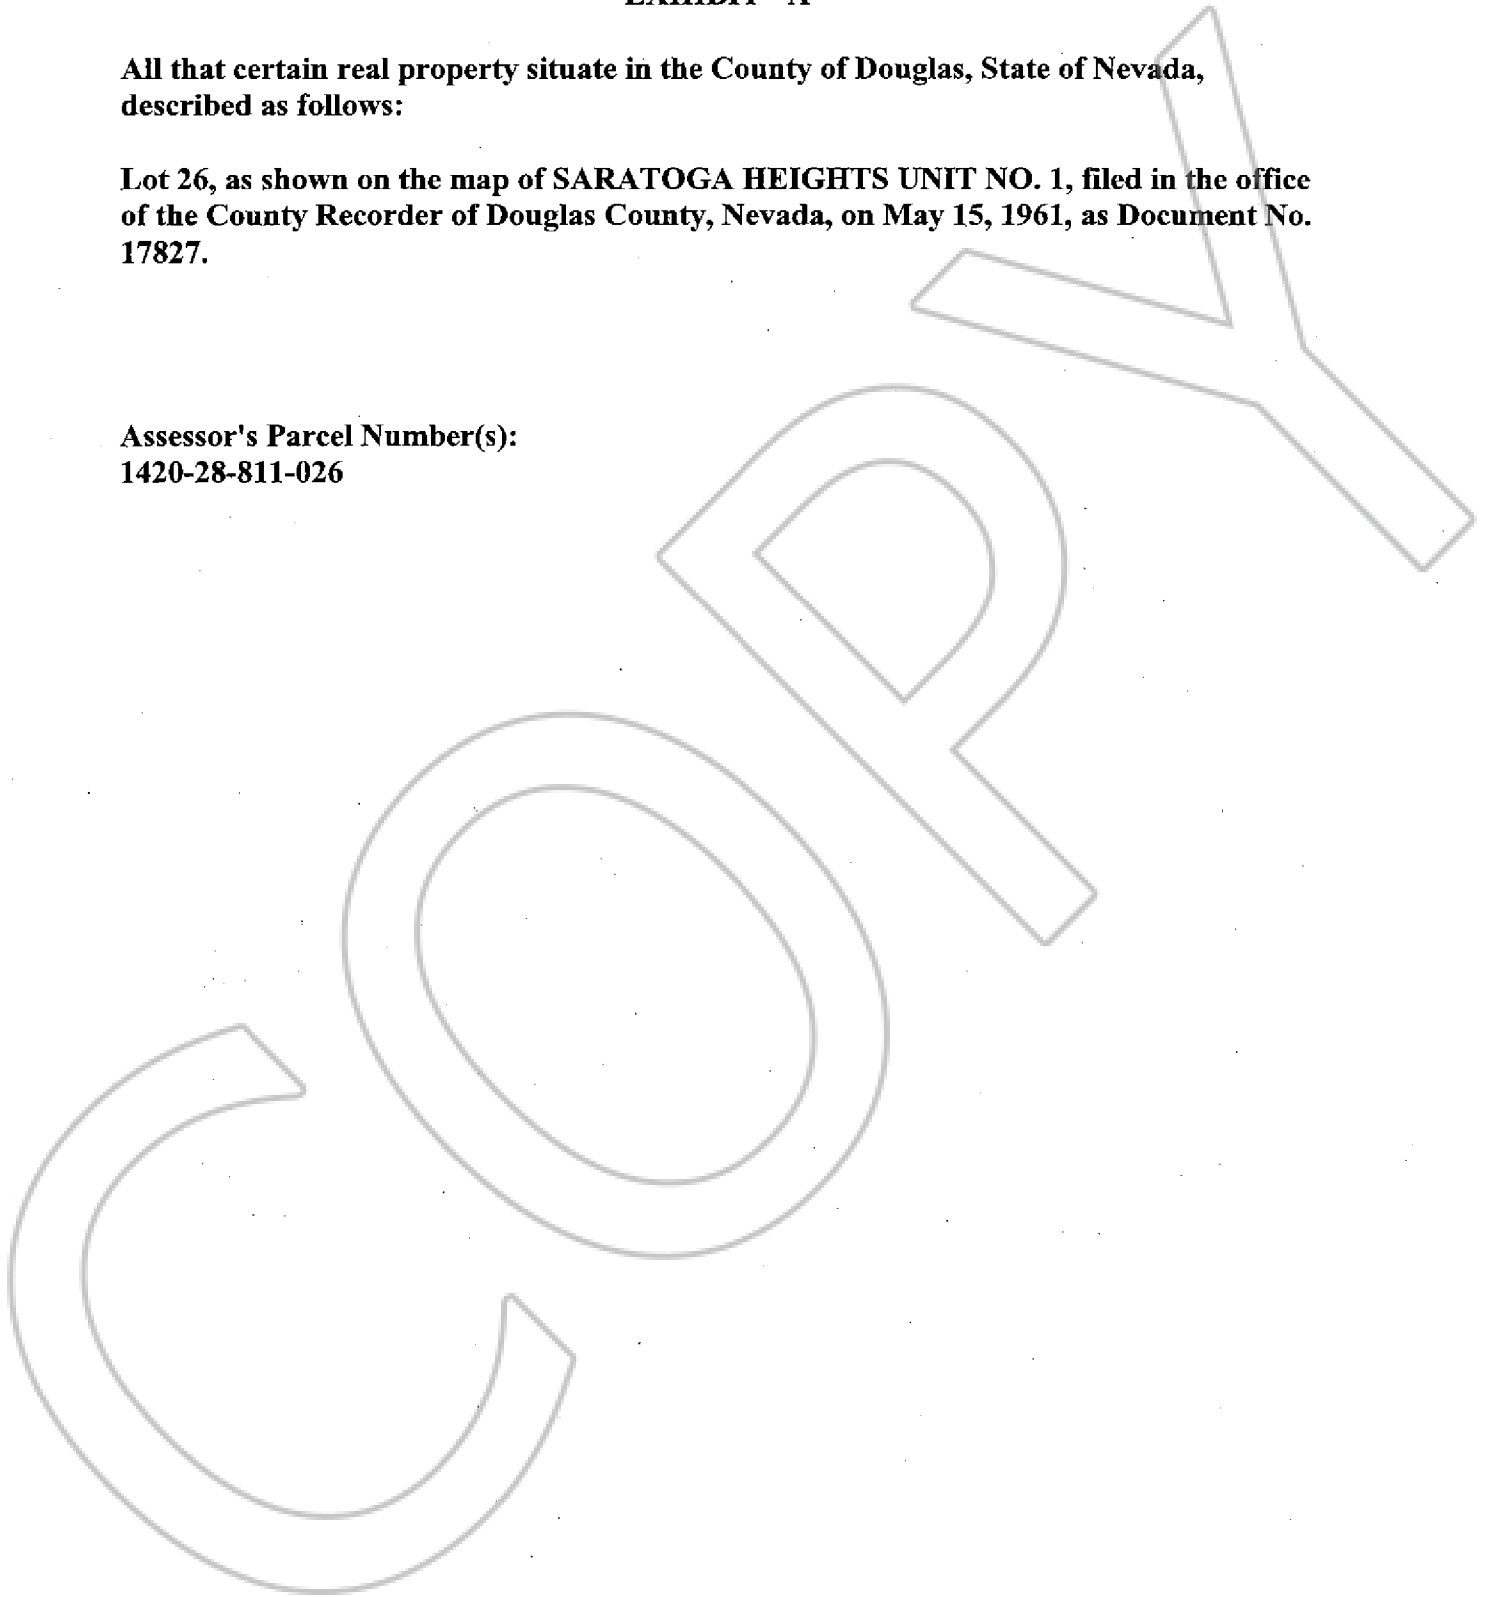 EXHIBIT "A"
All that certain real property situate in the County of Douglas, State of Nevada,
described as follows:
Lot 26, as shown on the map of SARATOGA HEIGHTS UNIT NO. 1, filed in the office
of the County Recorder of Douglas County, Nevada, on May 15, 1961, as Document No.
17827.
Assessor's Parcel Number(s):
1420-28-811-026
COPY